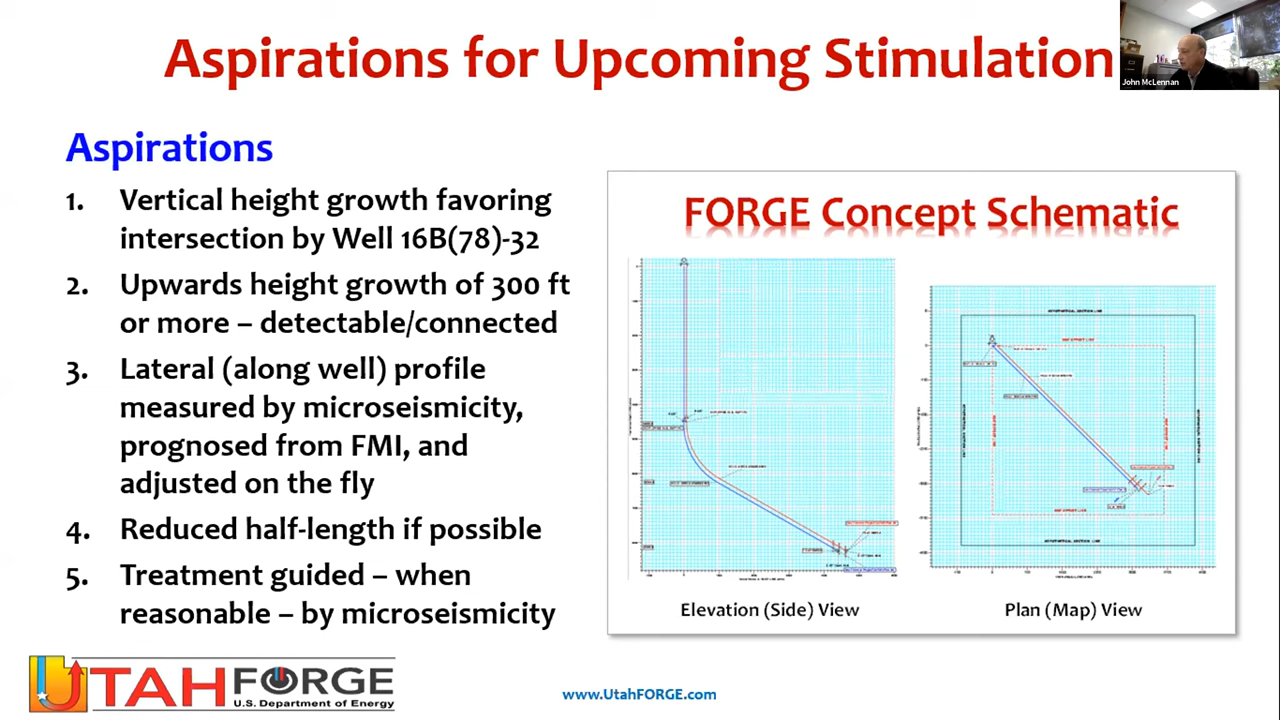 Aspirations for Upcoming Stimulation
John McLennan
Aspirations
1. Vertical height growth favoring
intersection by Well 16B(78)-32
2. Upwards height growth of 300 ft
or more – detectable/connected
3. Lateral (along well) profile
measured by microseismicity,
prognosed from FMI, and
adjusted on the fly
4. Reduced half-length if possible
5. Treatment guided – when
reasonable – by microseismicity
FORGE Concept Schematic
Elevation (Side) View
Plan (Map) View
UTAH FORGE
U.S. Department of Energy
www.UtahFORGE.com